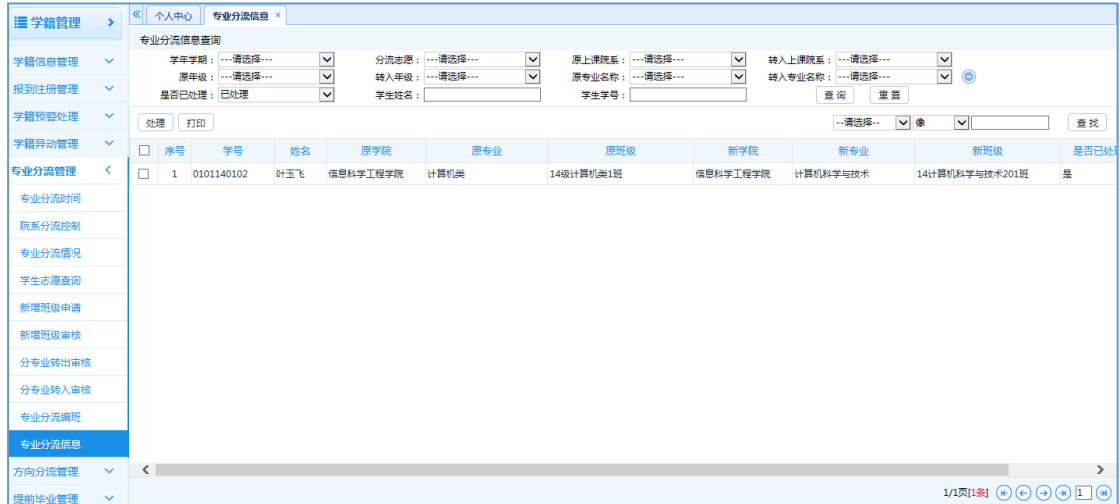 学籍管理
个人中心 专业分流信息 ×
专业分流信息查询
学年学期： ---请选择--- 分流志愿： ---请选择--- 原上课院系： ---请选择--- 转入上课院系： ---请选择---
原年级： ---请选择--- 转入年级： ---请选择--- 原专业名称： ---请选择--- 转入专业名称： ---请选择---
是否已处理： 已处理 学生姓名： 学生学号： 查询 重置
处理 打印 --请选择-- 像 查找
序号 学号 姓名 原学院 原专业 原班级 新学院 新专业 新班级 是否已处理
1 0101140102 叶玉飞 信息科学工程学院 计算机类 14级计算机类1班 信息科学工程学院 计算机科学与技术 14计算机科学与技术201班 是
学籍信息管理
报到注册管理
学籍预警处理
学籍异动管理
专业分流管理
专业分流时间
院系分流控制
专业分流情况
学生志愿查询
新增班级申请
新增班级审核
分专业转出审核
分专业转入审核
专业分流编班
专业分流信息
方向分流管理
提前毕业管理
1/1页[1条] 1